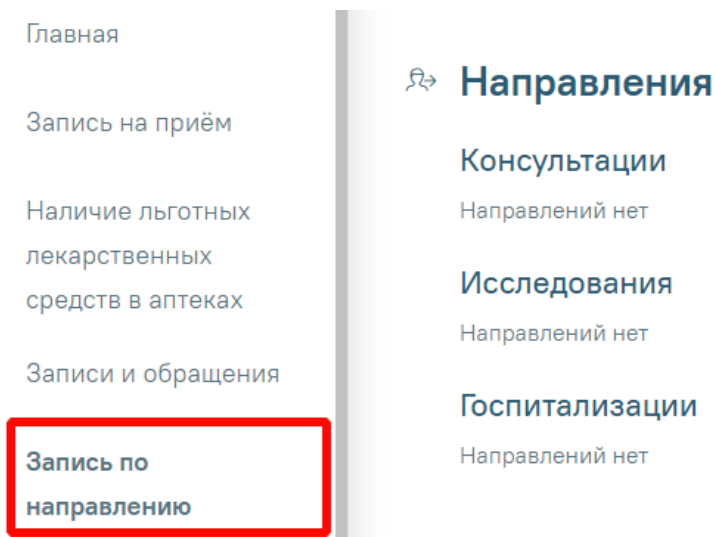 Главная
Запись на приём
Наличие льготных
лекарственных
средств в аптеках
Записи и обращения
Запись по
направлению
Направления
Консультации
Направлений нет
Исследования
Направлений нет
Госпитализации
Направлений нет